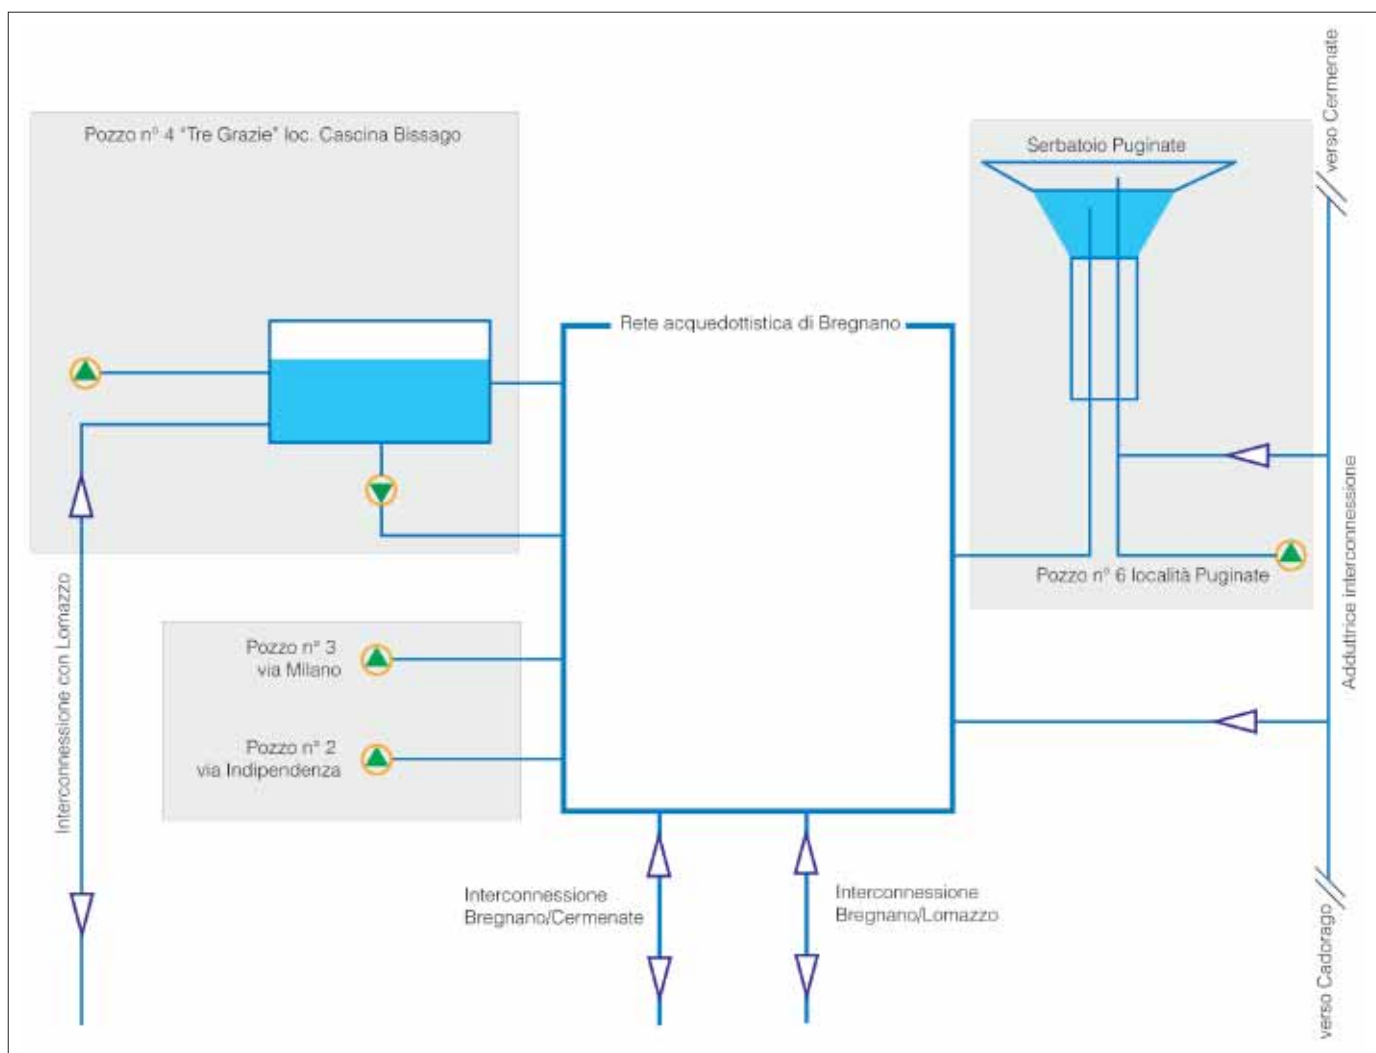 Pozzo n° 4 "Tre Grazie" loc. Cascina Bissago
Serbatoio Puginate
verso Cermenate
Rete acquedottistica di Bregnano
Adduttrice interconnessione
Pozzo n° 6 località Puginate
Interconnessione con Lomazzo
Pozzo n° 3
via Milano
Pozzo n° 2
via Indipendenza
Interconnessione
Bregnano/Cermenate
Interconnessione
Bregnano/Lomazzo
verso Cadorago